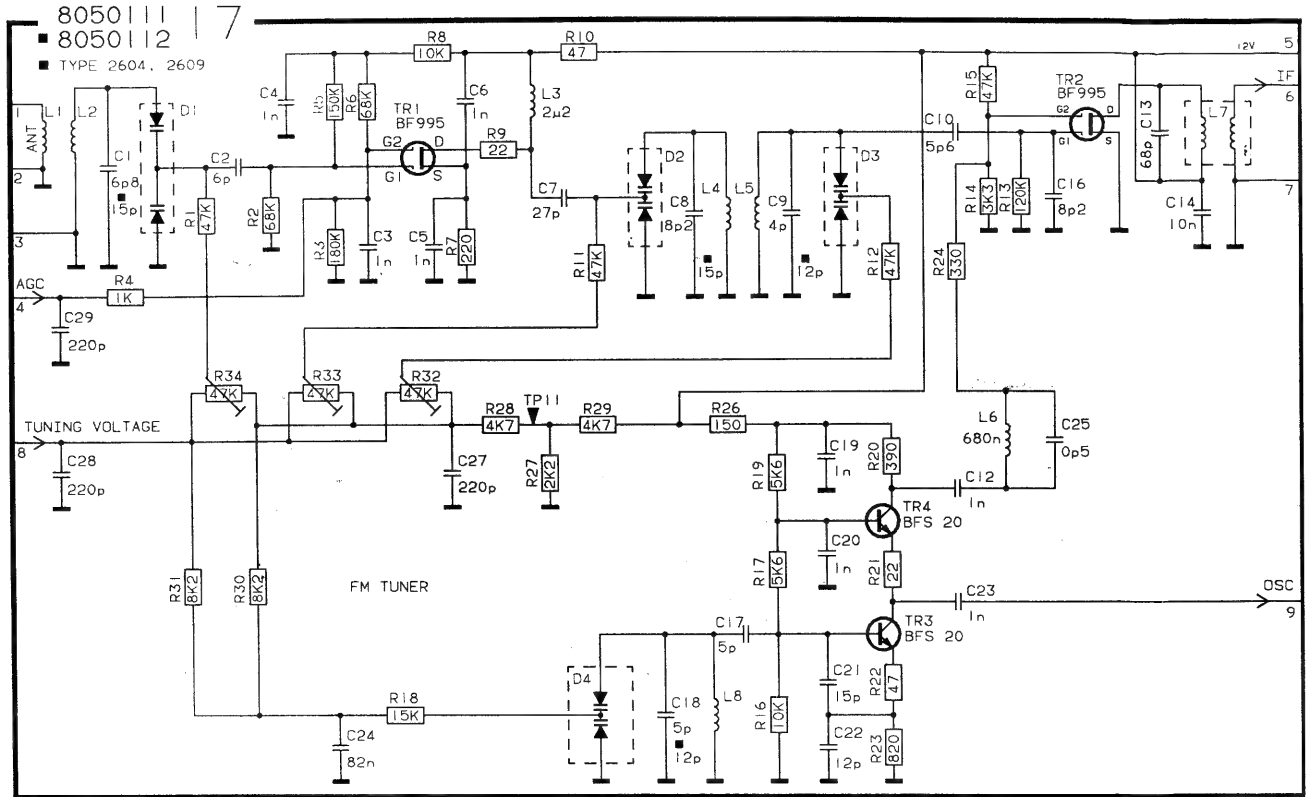 8050111 17
■ 8050112
■ TYPE 2604, 2609
R8
10K
R10
47
12V 5
C4
1n
R5
150K
R6
68K
C6
1n
L3
2µ2
R15
47K
TR2
BF995
IF
6
1
L1
L2
ANT
2
3
D1
C1
6p8
■ 15p
C2
6p
R1
47K
R2
68K
TR1
BF995
G2
D
G1
S
R9
22
C7
27p
D2
C8
8p2
■ 15p
L4
L5
C9
4p
■ 12p
D3
C10
5p6
G2
D
G1
S
C13
68p
L7
7
R3
180K
C3
1n
C5
1n
R7
220
R11
47K
R12
47K
R14
3K3
R13
120K
C16
8p2
C14
10n
R24
330
AGC
4
R4
1K
C29
220p
R34
47K
R33
47K
R32
47K
TUNING VOLTAGE
8
C28
220p
R28
4K7
TP11
R29
4K7
R26
150
C27
220p
R27
2K2
R19
5K6
C19
1n
R20
390
L6
680n
C25
0p5
C12
1n
TR4
BFS 20
C20
1n
R17
5K6
R21
22
R31
8K2
R30
8K2
FM TUNER
C23
1n
OSC
9
C17
5p
TR3
BFS 20
D4
C18
5p
■ 12p
L8
R16
10K
C21
15p
R22
47
R18
15K
C24
82n
C22
12p
R23
820